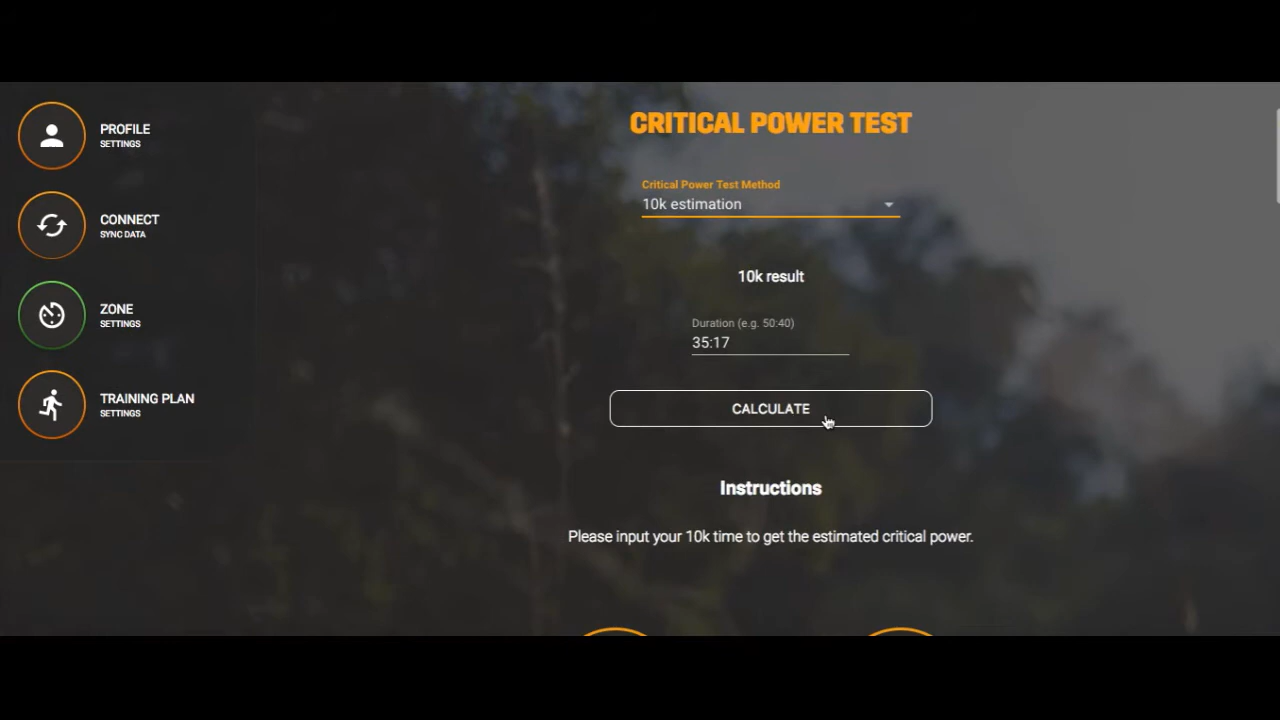 PROFILE
SETTINGS
CONNECT
SYNC DATA
ZONE
SETTINGS
TRAINING PLAN
SETTINGS
CRITICAL POWER TEST
Critical Power Test Method
10k estimation
10k result
Duration (e.g. 50:40)
35:17
CALCULATE
Instructions
Please input your 10k time to get the estimated critical power.